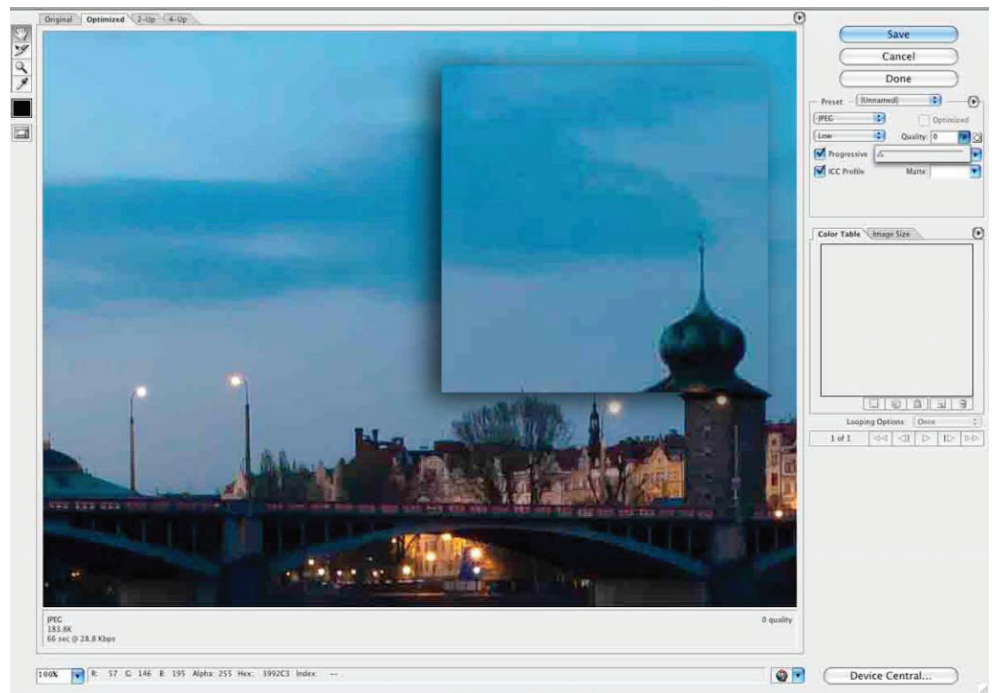 Original Optimized 2-Up 4-Up
Save
Cancel
Done
Preset: [Unnamed]
JPEG Optimized
Low Quality: 0
Progressive
ICC Profile Matte:
Color Table Image Size
Looping Options: Once
1 of 1
JPEG
183.8K
66 sec @ 28.8 Kbps
0 quality
100% R: 57 G: 146 B: 195 Alpha: 255 Hex: 3992C3 Index: --
Device Central...